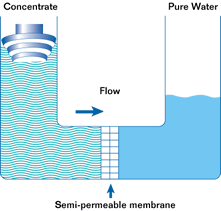 Concentrate
Pure Water
Flow
Semi-permeable membrane